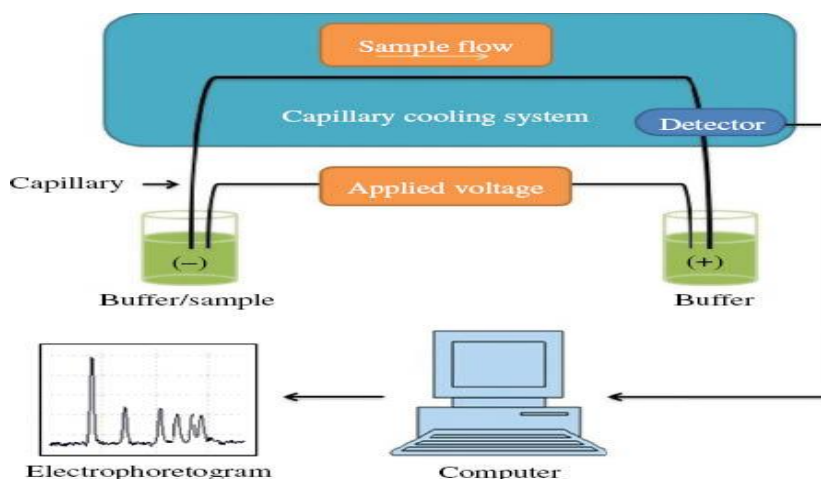 Sample flow
Capillary cooling system
Detector
Capillary
Applied voltage
(−)
(+)
Buffer/sample
Buffer
Electrophoretogram
Computer